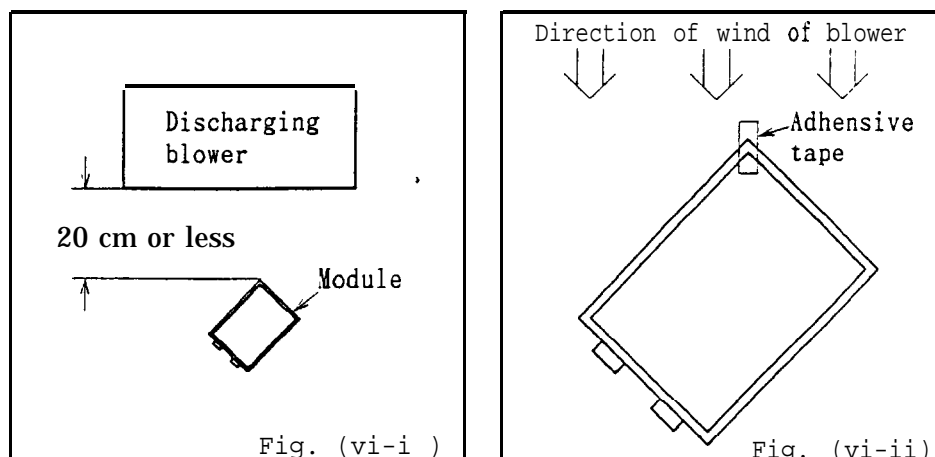 Discharging
blower
20 cm or less
Module
Fig. (vi-i )
Direction of wind of blower
Adhensive
tape
Fig. (vi-ii)